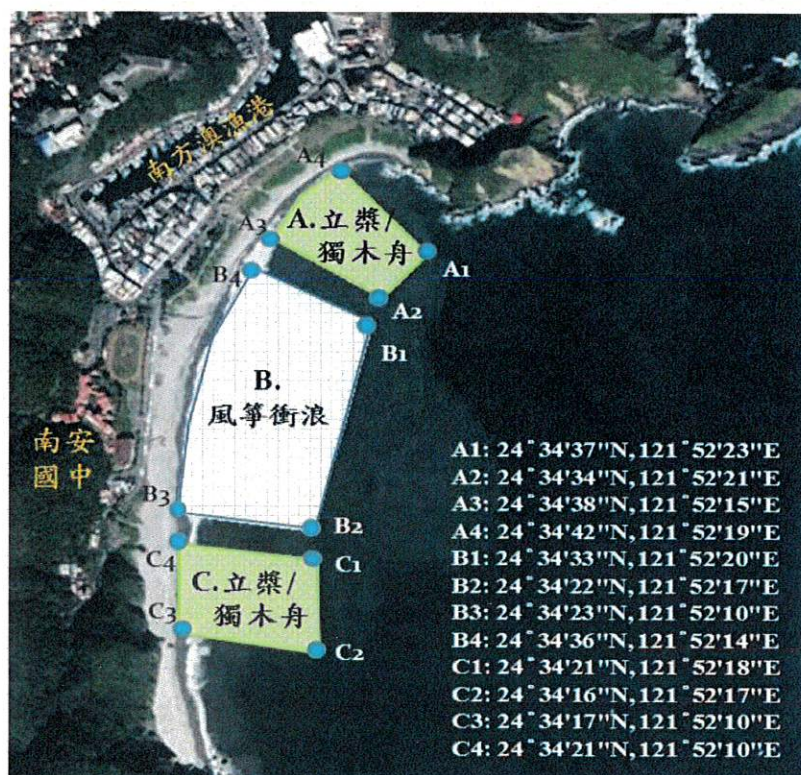 南方澳漁港
A4
A.立槳/
獨木舟
A3
A1
B4
A2
B1
B.
風箏衝浪
南安
國中
B3
B2
C4
C1
C.立槳/
獨木舟
C3
C2
A1: 24°34'37"N,121°52'23"E
A2: 24°34'34"N,121°52'21"E
A3: 24°34'38"N,121°52'15"E
A4: 24°34'42"N,121°52'19"E
B1: 24°34'33"N,121°52'20"E
B2: 24°34'22"N,121°52'17"E
B3: 24°34'23"N,121°52'10"E
B4: 24°34'36"N,121°52'14"E
C1: 24°34'21"N,121°52'18"E
C2: 24°34'16"N,121°52'17"E
C3: 24°34'17"N,121°52'10"E
C4: 24°34'21"N,121°52'10"E